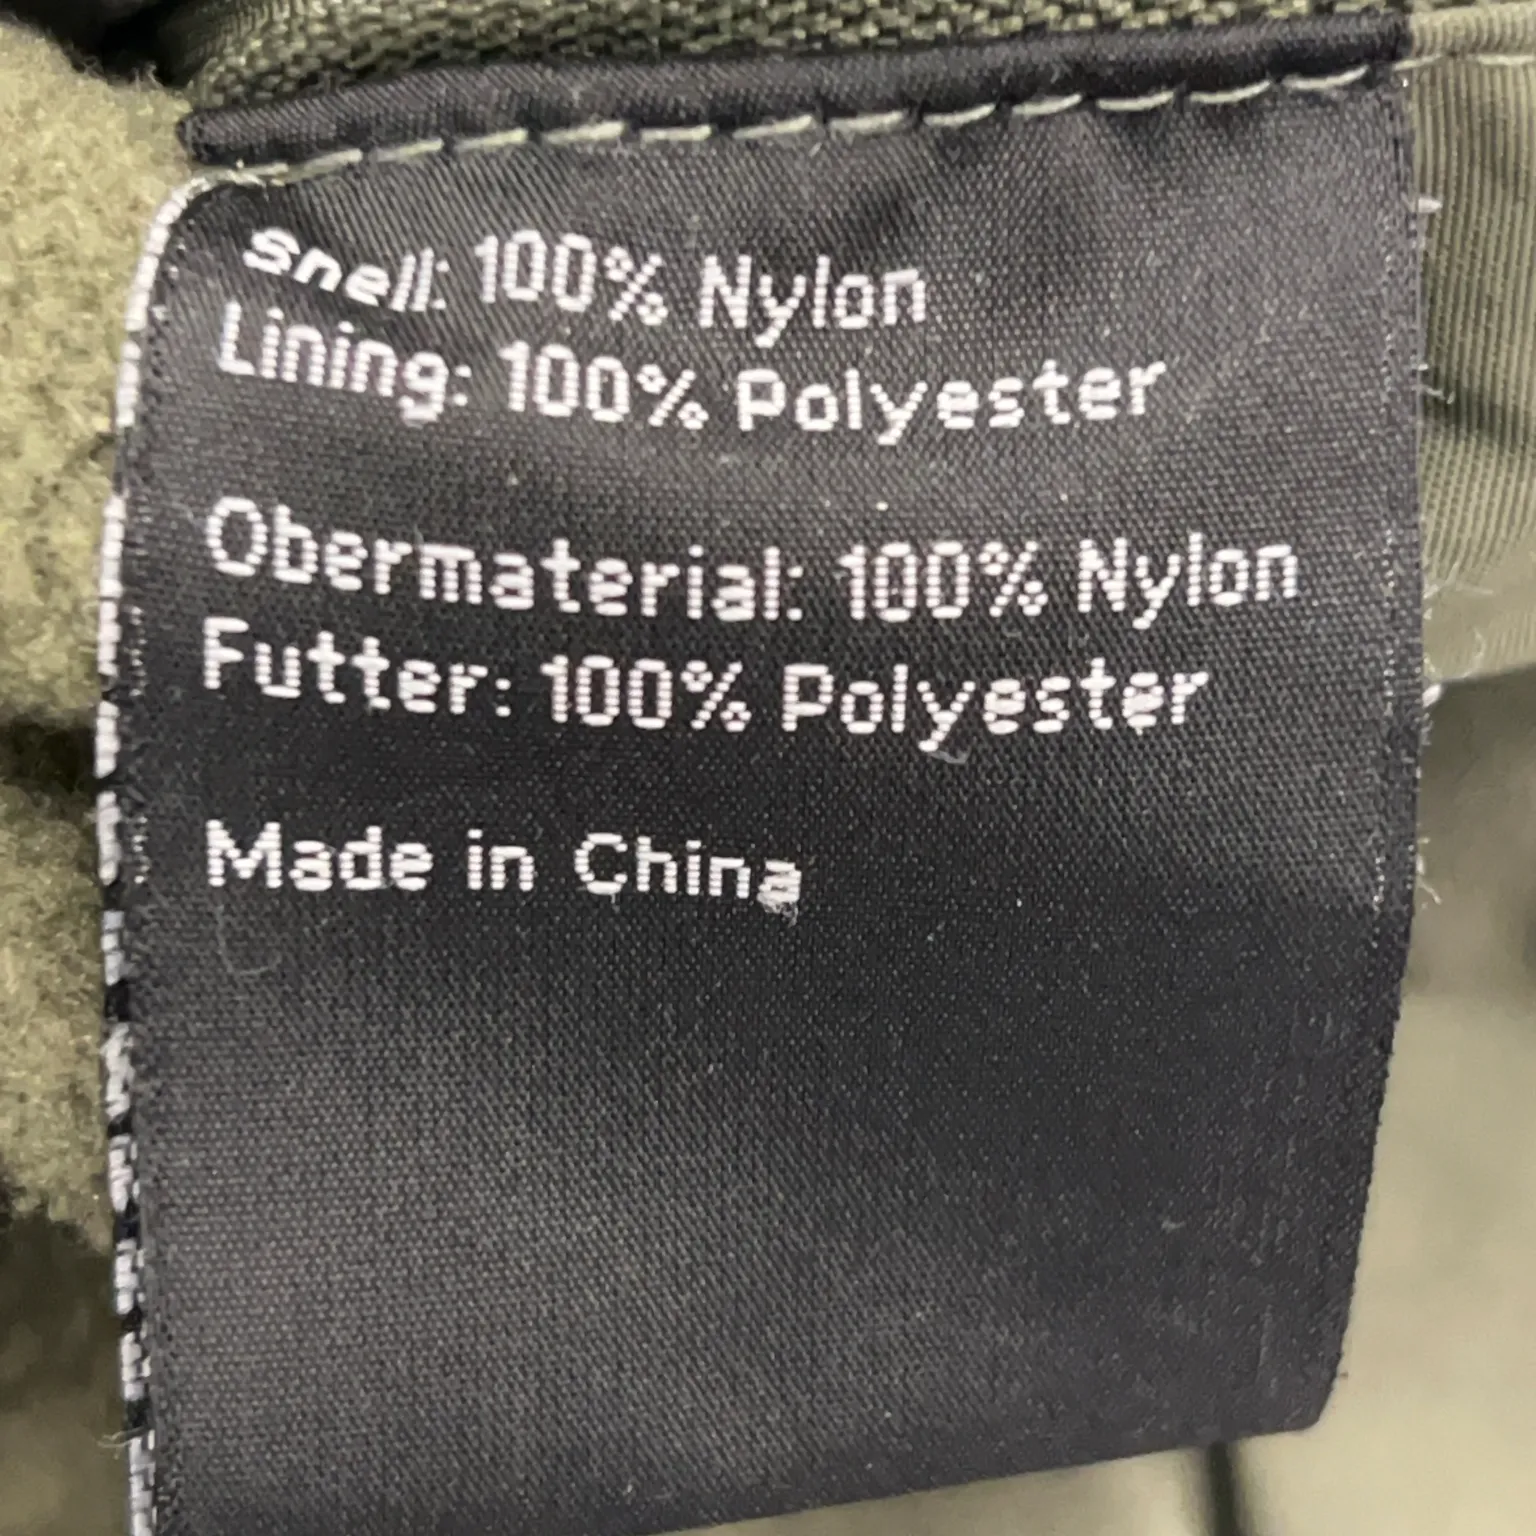 Shell: 100% Nylon
Lining: 100% Polyester
Obermaterial: 100% Nylon
Futter: 100% Polyester
Made in China